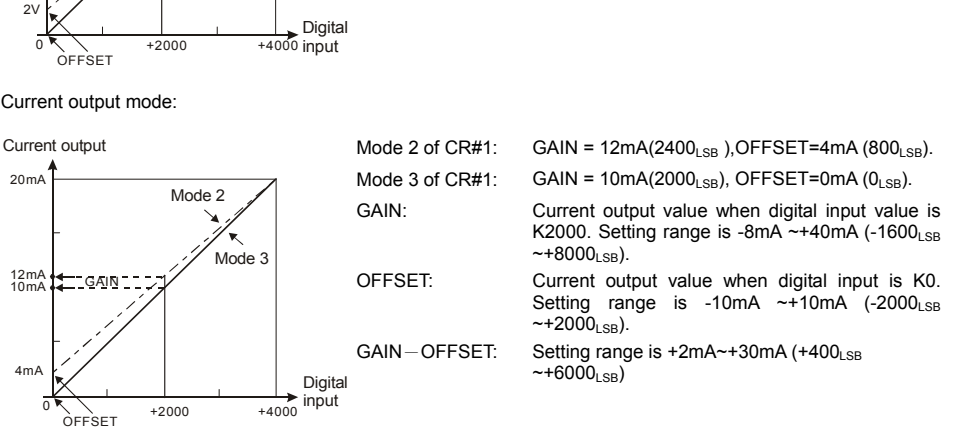 2V
0
+2000
+4000
Digital
input
OFFSET
Current output mode:
Current output
20mA
12mA
10mA
4mA
0
GAIN
Mode 2
Mode 3
OFFSET
+2000
+4000
Digital
input
Mode 2 of CR#1: GAIN = 12mA(2400LSB ),OFFSET=4mA (800LSB).
Mode 3 of CR#1: GAIN = 10mA(2000LSB), OFFSET=0mA (0LSB).
GAIN: Current output value when digital input value is
K2000. Setting range is -8mA ~+40mA (-1600LSB
~+8000LSB).
OFFSET: Current output value when digital input is K0.
Setting range is -10mA ~+10mA (-2000LSB
~+2000LSB).
GAIN－OFFSET: Setting range is +2mA~+30mA (+400LSB
~+6000LSB)